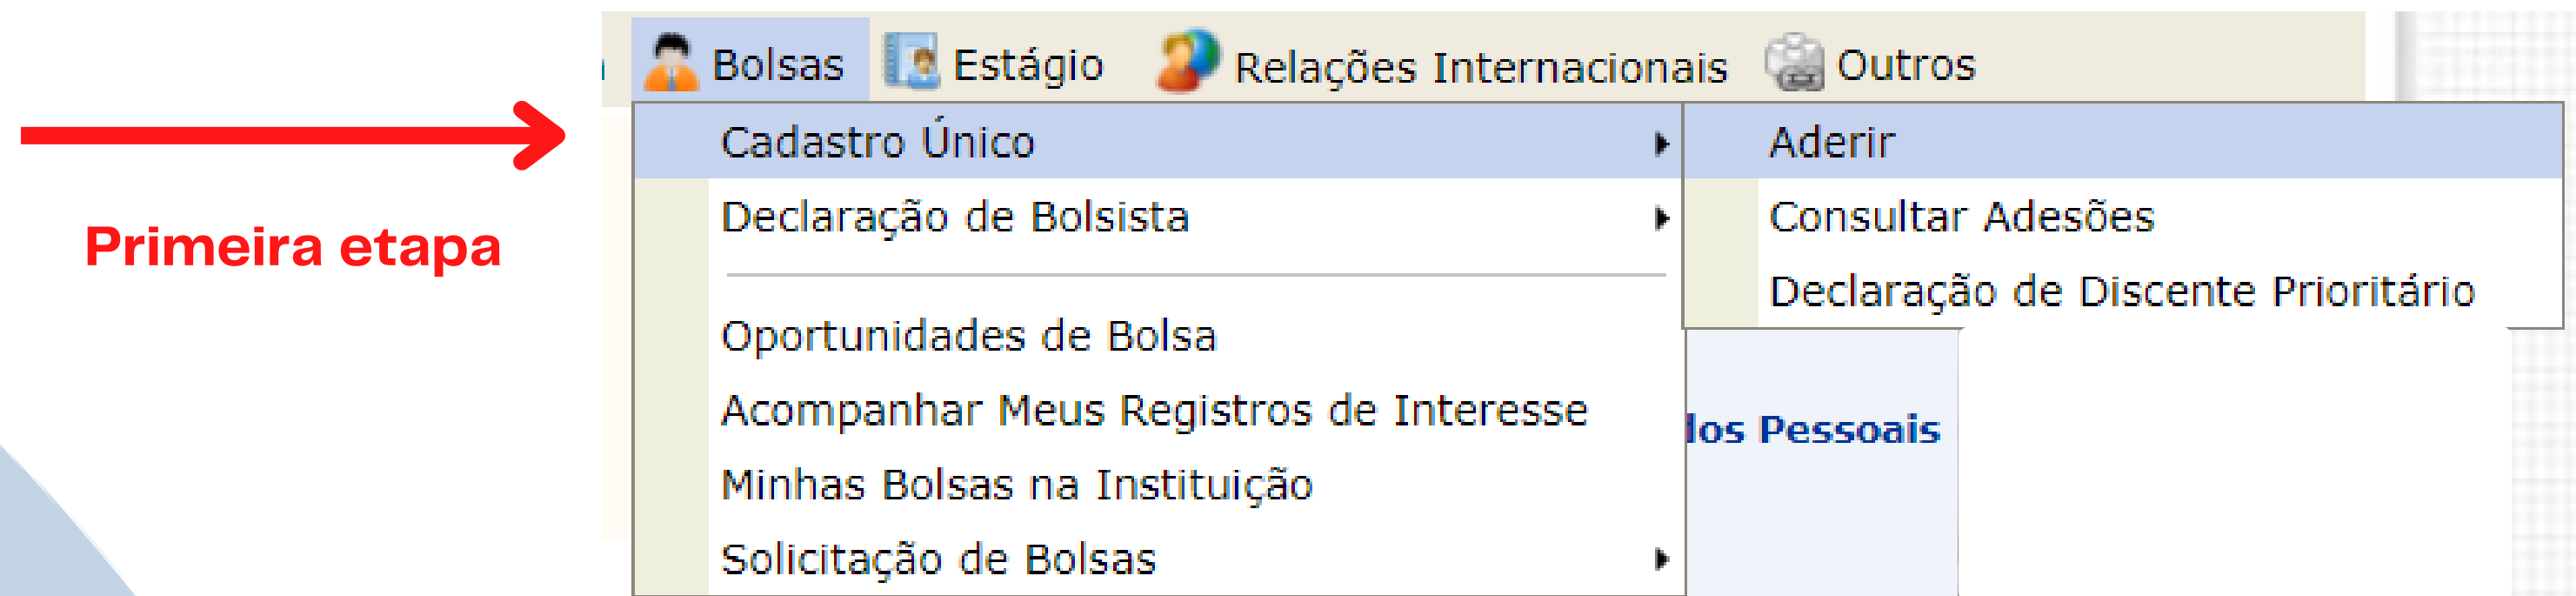 Bolsas Estágio Relações Internacionais Outros
Primeira etapa
Cadastro Único
Declaração de Bolsista
Oportunidades de Bolsa
Acompanhar Meus Registros de Interesse
Minhas Bolsas na Instituição
Solicitação de Bolsas
Aderir
Consultar Adesões
Declaração de Discente Prioritário
Pessoais